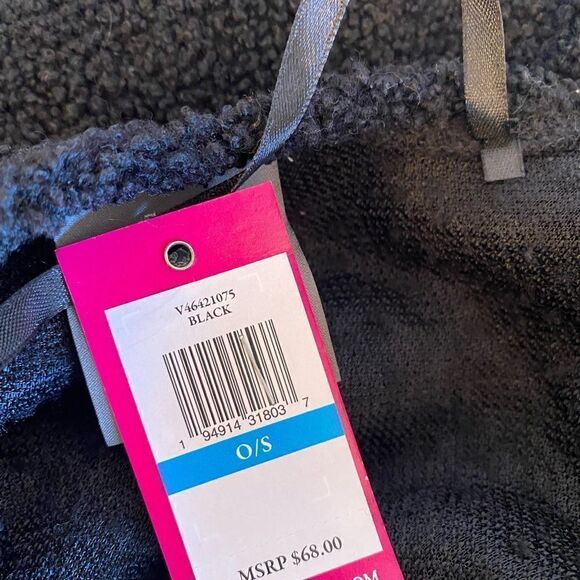 V46421075
BLACK
1 94914 31803 7
O/S
MSRP $68.00